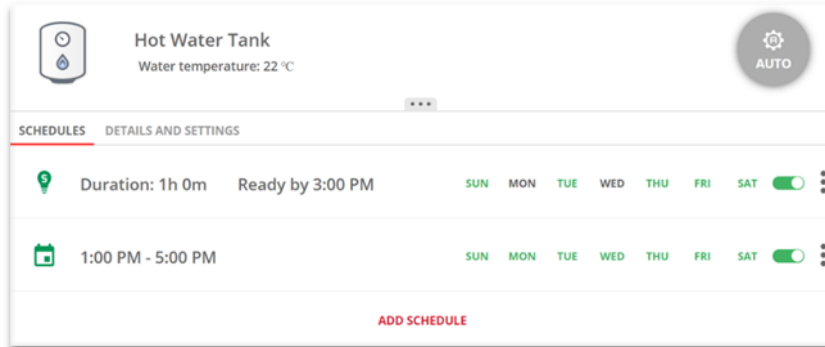 Hot Water Tank
Water temperature: 22 °C
AUTO
SCHEDULES DETAILS AND SETTINGS
Duration: 1h 0m Ready by 3:00 PM SUN MON TUE WED THU FRI SAT
1:00 PM - 5:00 PM SUN MON TUE WED THU FRI SAT
ADD SCHEDULE